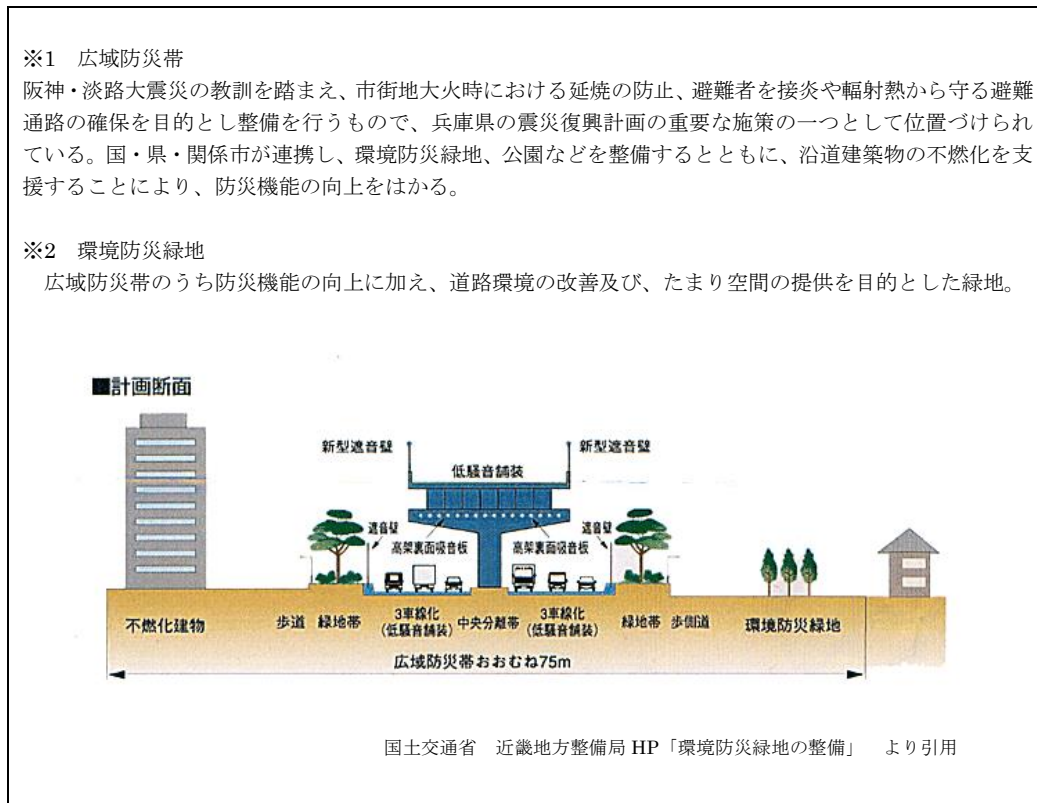 ※1　広域防災帯
阪神・淡路大震災の教訓を踏まえ、市街地大火時における延焼の防止、避難者を接炎や輻射熱から守る避難
通路の確保を目的とし整備を行うもので、兵庫県の震災復興計画の重要な施策の一つとして位置づけられ
ている。国・県・関係市が連携し、環境防災緑地、公園などを整備するとともに、沿道建築物の不燃化を支
援することにより、防災機能の向上をはかる。
※2　環境防災緑地
　広域防災帯のうち防災機能の向上に加え、道路環境の改善及び、たまり空間の提供を目的とした緑地。
■計画断面
新型遮音壁
新型遮音壁
低騒音舗装
遮音壁
遮音壁
高架裏面吸音板
高架裏面吸音板
不燃化建物
歩道
緑地帯
3車線化
(低騒音舗装)
中央分離帯
3車線化
(低騒音舗装)
緑地帯
歩側道
環境防災緑地
広域防災帯おおむね75m
国土交通省　近畿地方整備局 HP「環境防災緑地の整備」　より引用